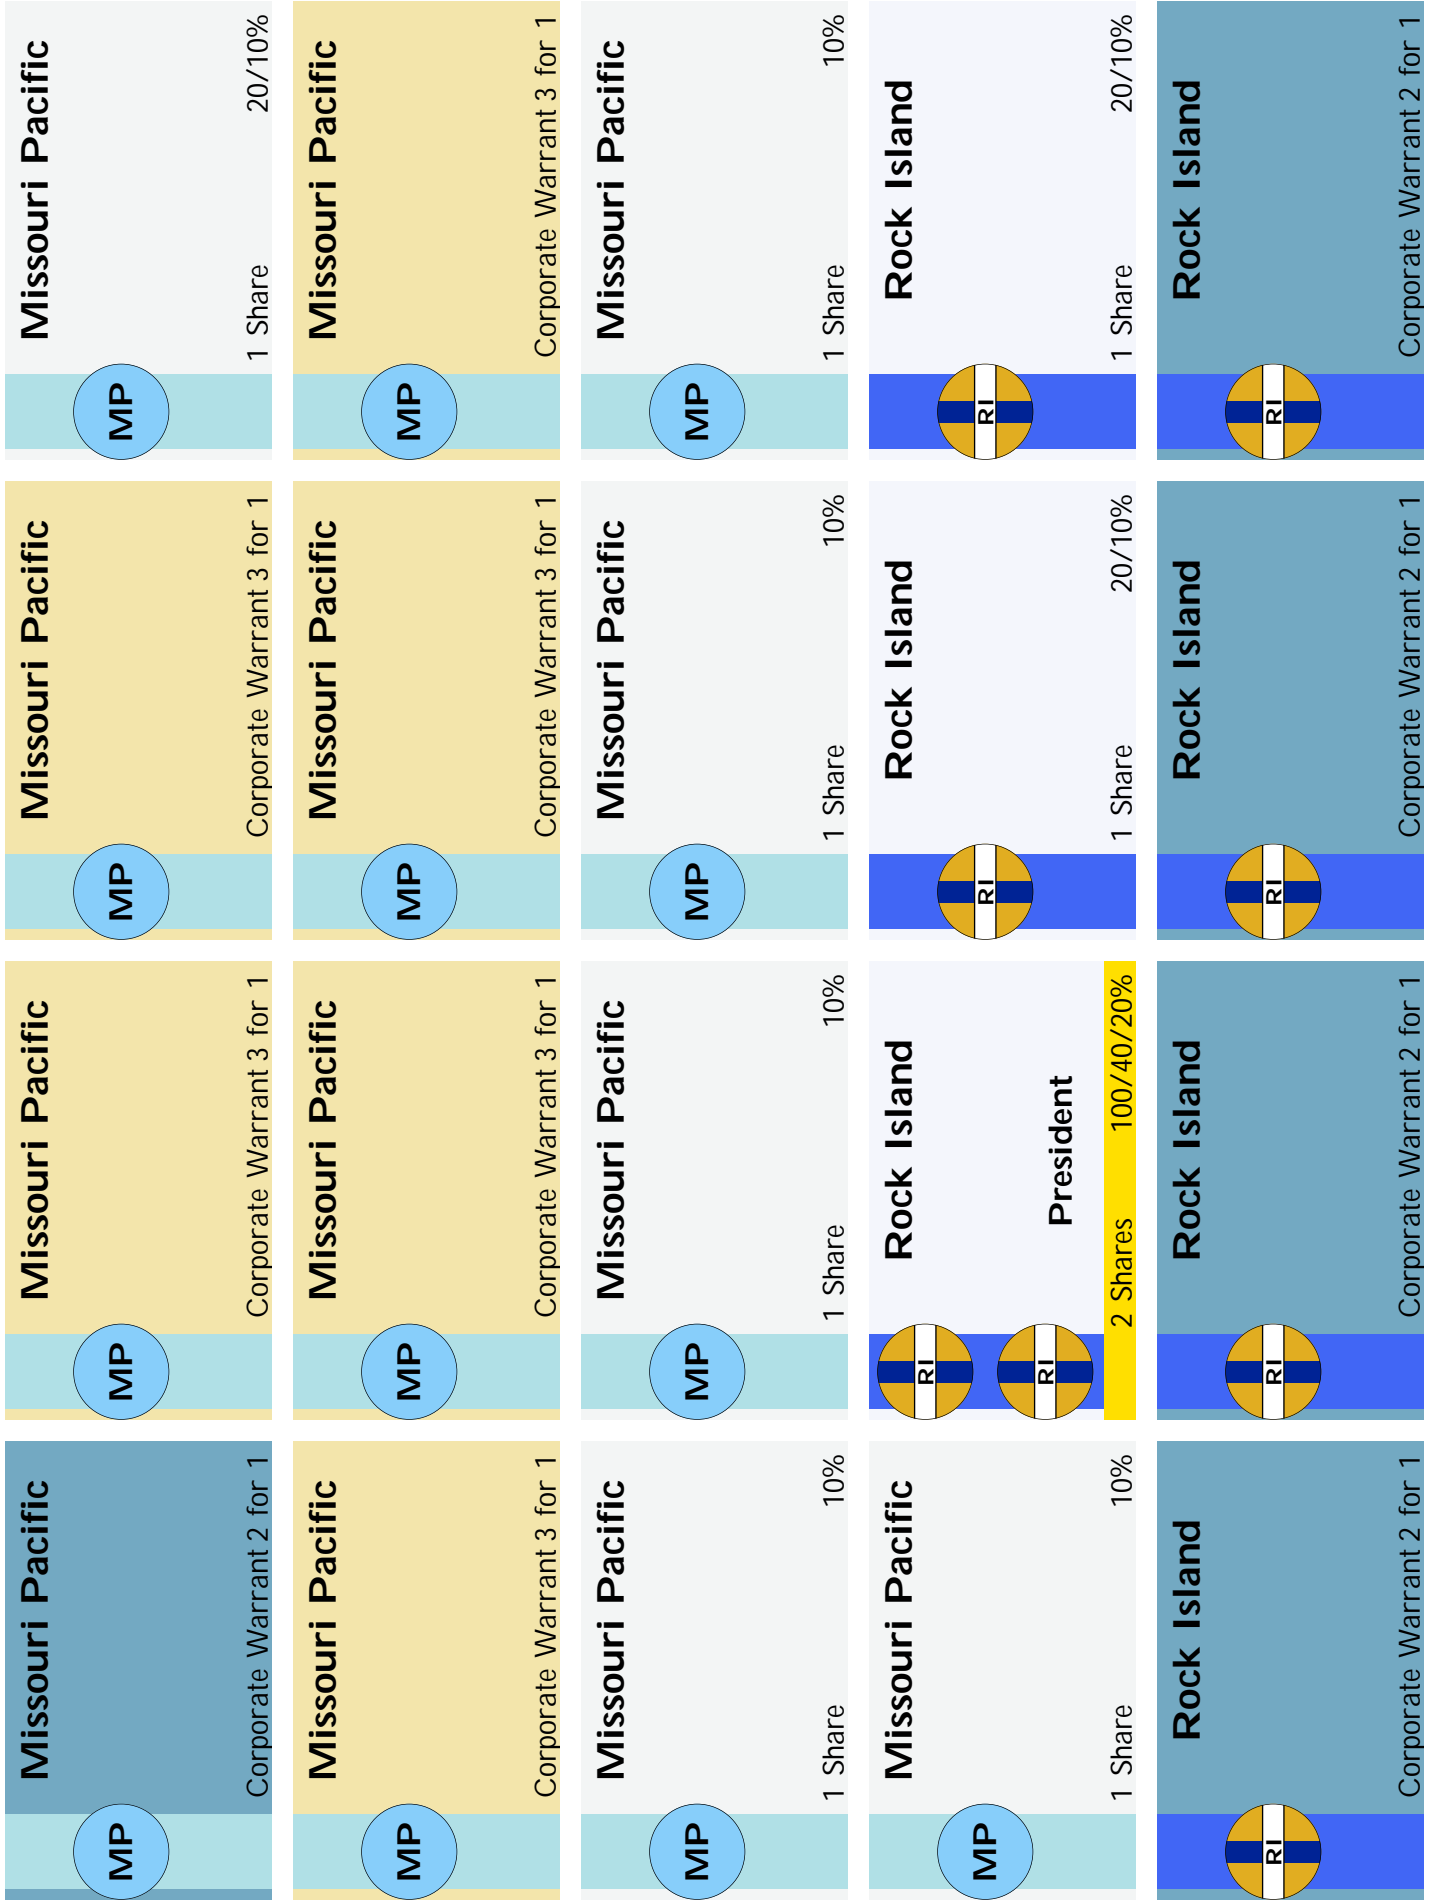 Missouri Pacific
MP
Corporate Warrant 2 for 1
Missouri Pacific
MP
Corporate Warrant 3 for 1
Missouri Pacific
MP
Corporate Warrant 3 for 1
Missouri Pacific
MP
1 Share 20/10%
Missouri Pacific
MP
Corporate Warrant 3 for 1
Missouri Pacific
MP
Corporate Warrant 3 for 1
Missouri Pacific
MP
Corporate Warrant 3 for 1
Missouri Pacific
MP
Corporate Warrant 3 for 1
Missouri Pacific
MP
1 Share 10%
Missouri Pacific
MP
1 Share 10%
Missouri Pacific
MP
1 Share 10%
Missouri Pacific
MP
1 Share 10%
Missouri Pacific
MP
1 Share 10%
Rock Island
RI
RI
President
2 Shares 100/40/20%
Rock Island
RI
1 Share 20/10%
Rock Island
RI
1 Share 20/10%
Rock Island
RI
Corporate Warrant 2 for 1
Rock Island
RI
Corporate Warrant 2 for 1
Rock Island
RI
Corporate Warrant 2 for 1
Rock Island
RI
Corporate Warrant 2 for 1